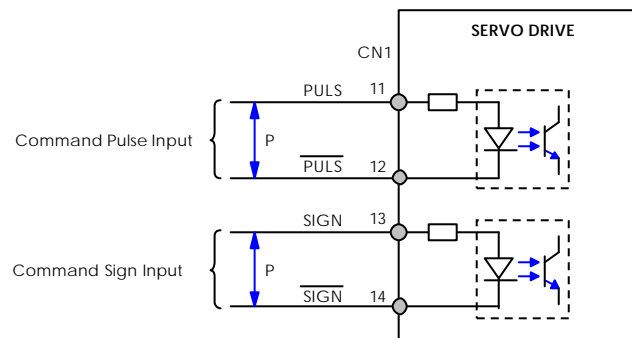 SERVO DRIVE
CN1
PULS 11
Command Pulse Input
P
PULS 12
SIGN 13
Command Sign Input
P
SIGN 14